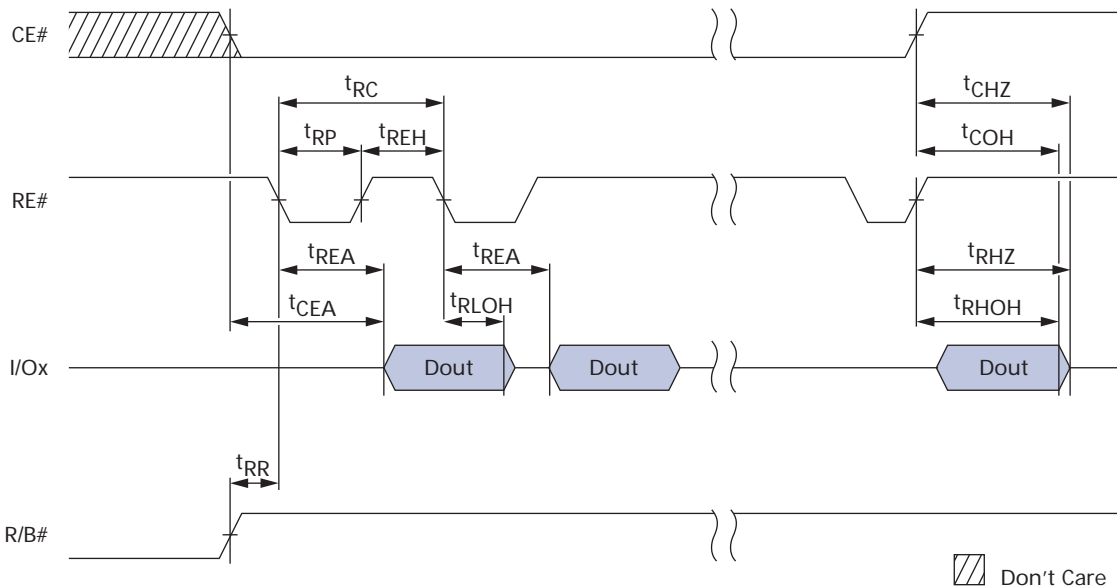 CE#
tRC
tCHZ
tRP
tREH
tCOH
RE#
tREA
tREA
tRHZ
tCEA
tRLOH
tRHOH
I/Ox
Dout
Dout
Dout
tRR
R/B#
Don't Care